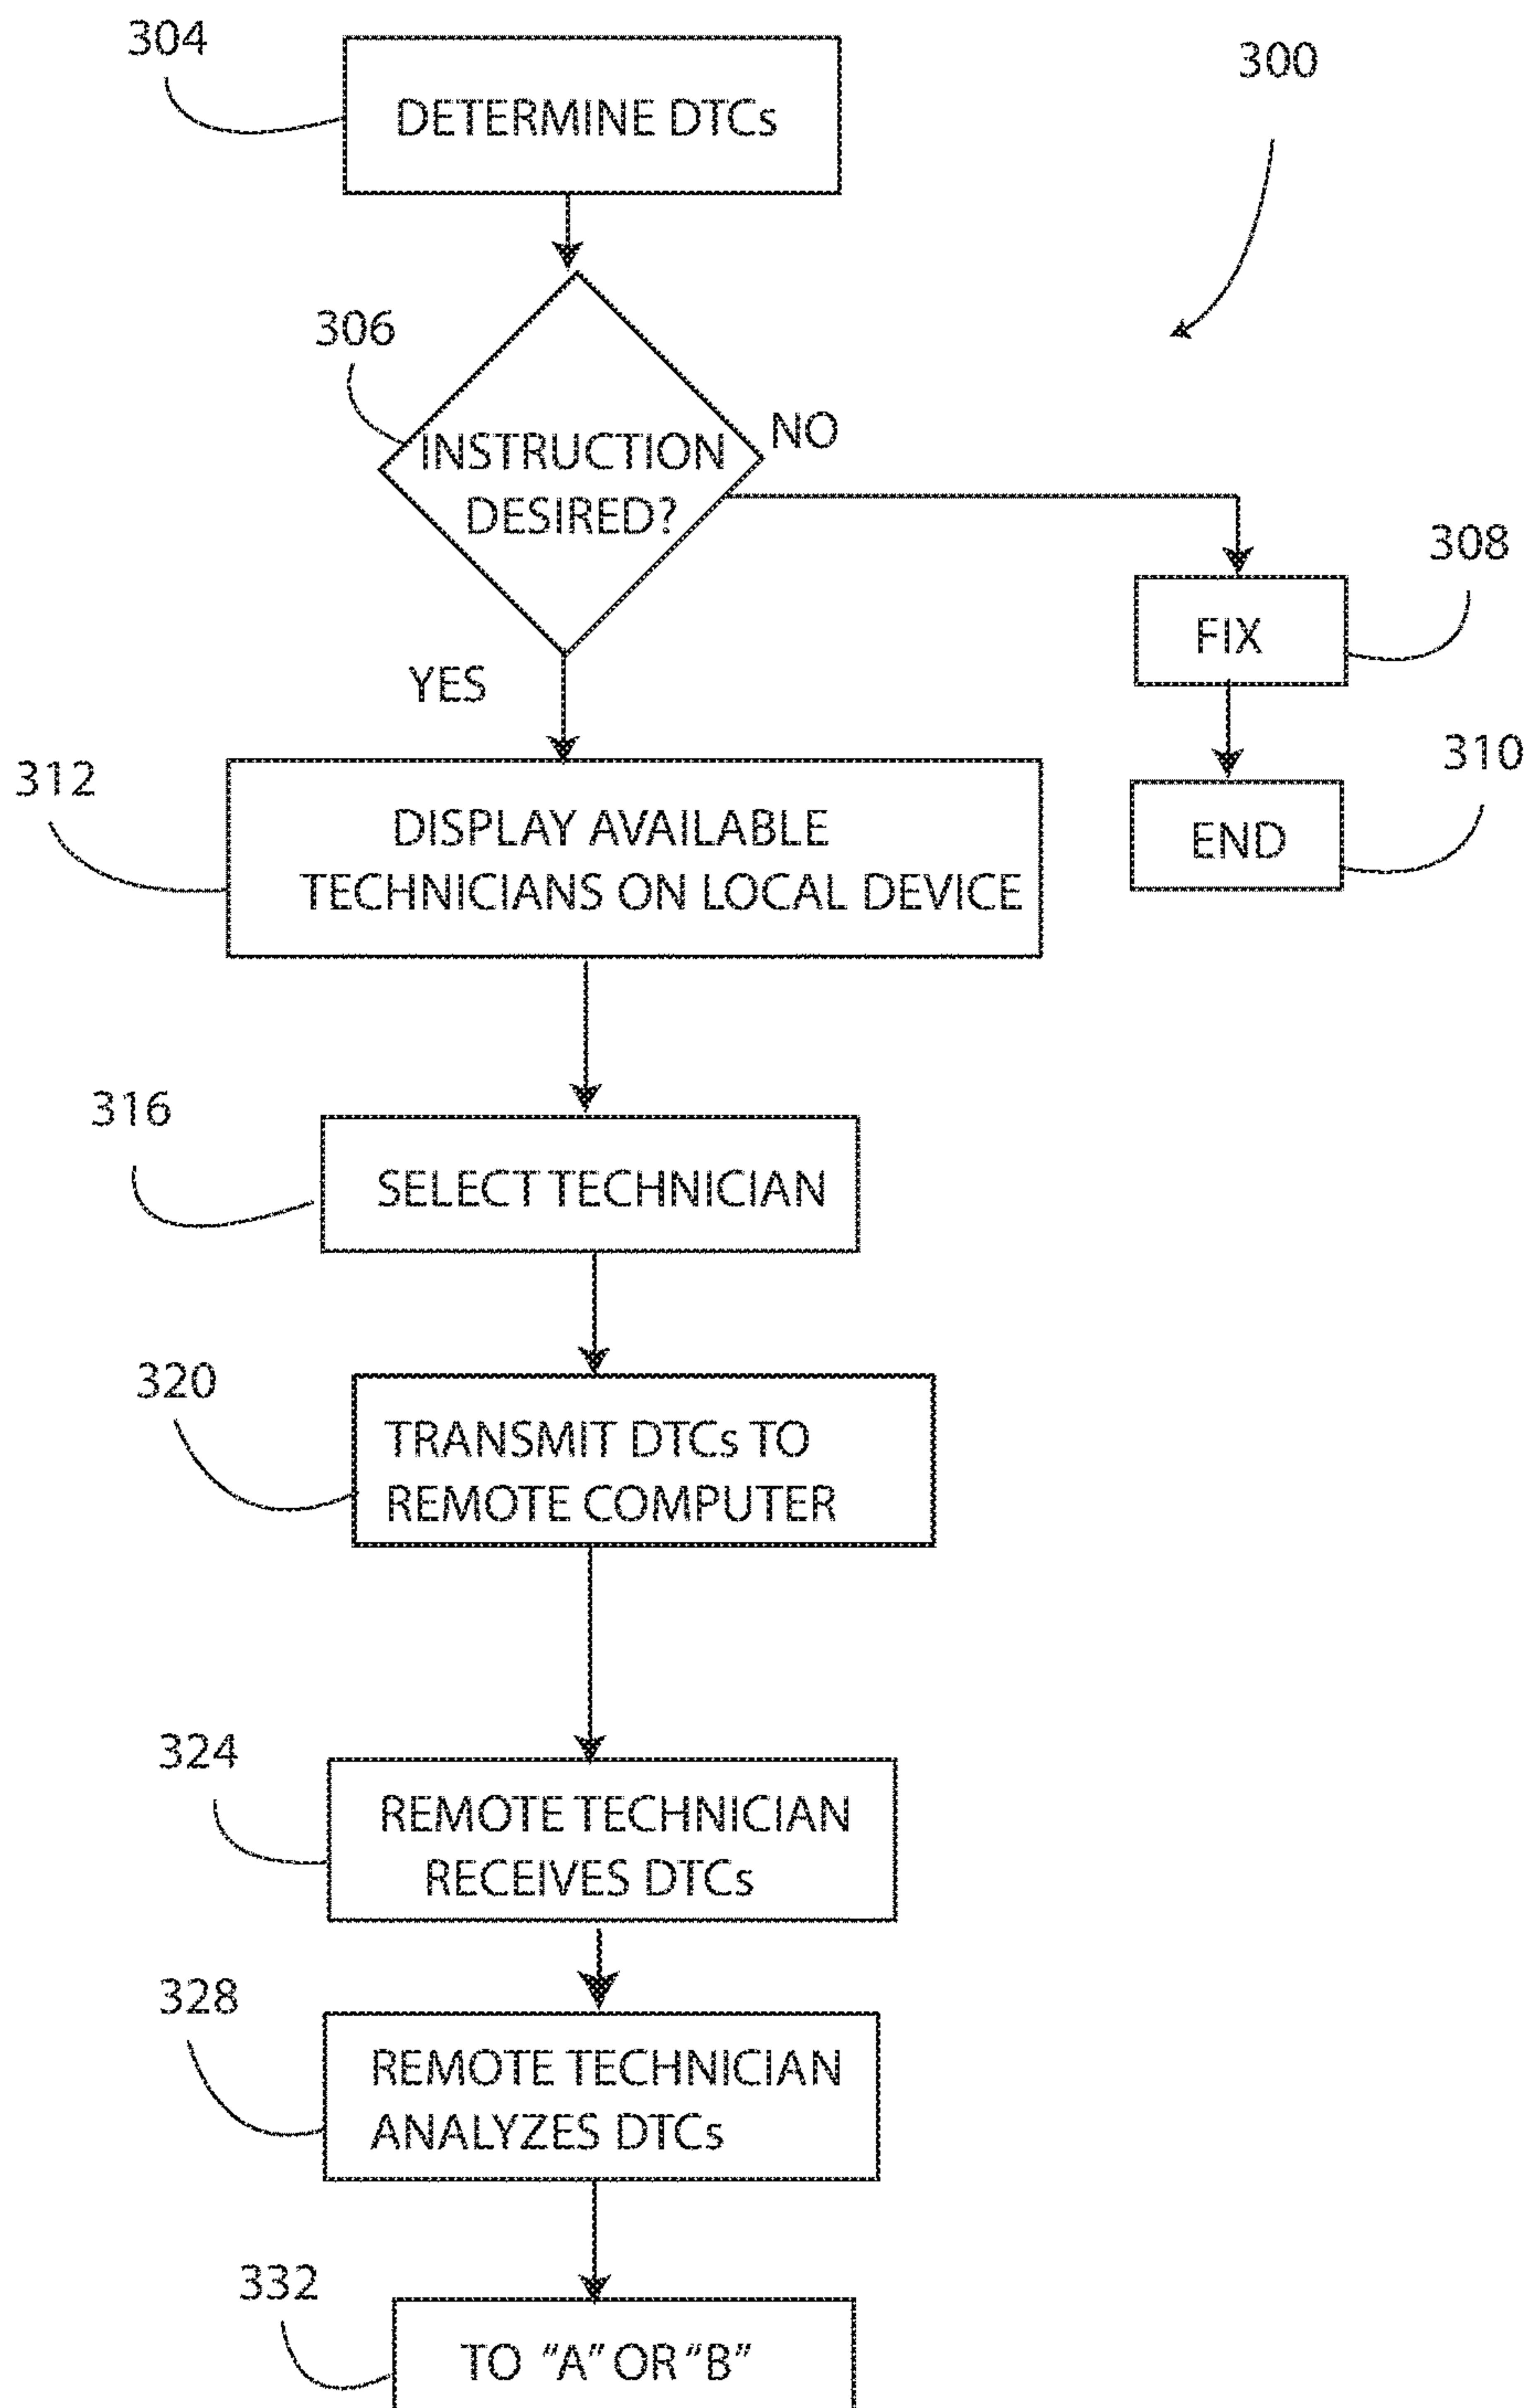 304
DETERMINE DTCs
300
306
INSTRUCTION
DESIRED?
NO
YES
308
FIX
310
END
312
DISPLAY AVAILABLE
TECHNICIANS ON LOCAL DEVICE
316
SELECT TECHNICIAN
320
TRANSMIT DTCs TO
REMOTE COMPUTER
324
REMOTE TECHNICIAN
RECEIVES DTCs
328
REMOTE TECHNICIAN
ANALYZES DTCs
332
TO "A" OR "B"